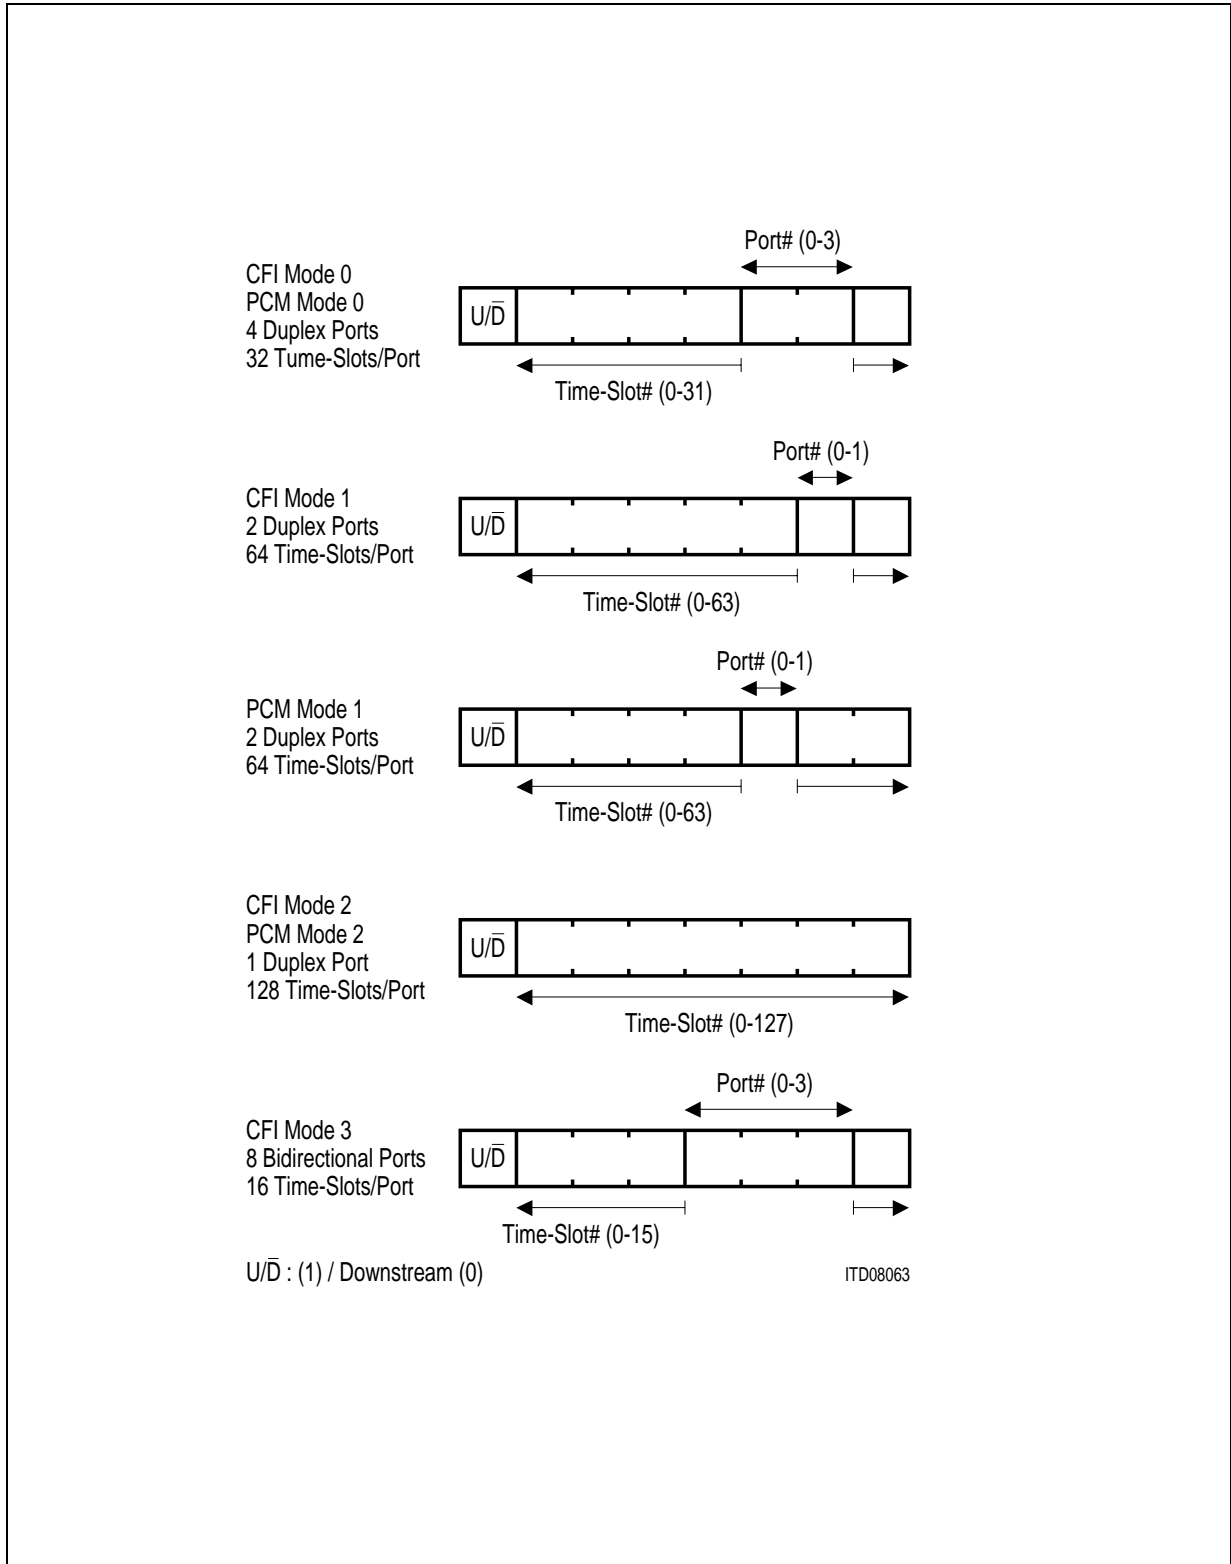 Port# (0-3)
CFI Mode 0
PCM Mode 0
4 Duplex Ports
32 Tume-Slots/Port
U/D̅
Time-Slot# (0-31)
Port# (0-1)
CFI Mode 1
2 Duplex Ports
64 Time-Slots/Port
U/D̅
Time-Slot# (0-63)
Port# (0-1)
PCM Mode 1
2 Duplex Ports
64 Time-Slots/Port
U/D̅
Time-Slot# (0-63)
CFI Mode 2
PCM Mode 2
1 Duplex Port
128 Time-Slots/Port
U/D̅
Time-Slot# (0-127)
Port# (0-3)
CFI Mode 3
8 Bidirectional Ports
16 Time-Slots/Port
U/D̅
Time-Slot# (0-15)
U/D̅ : (1) / Downstream (0)
ITD08063